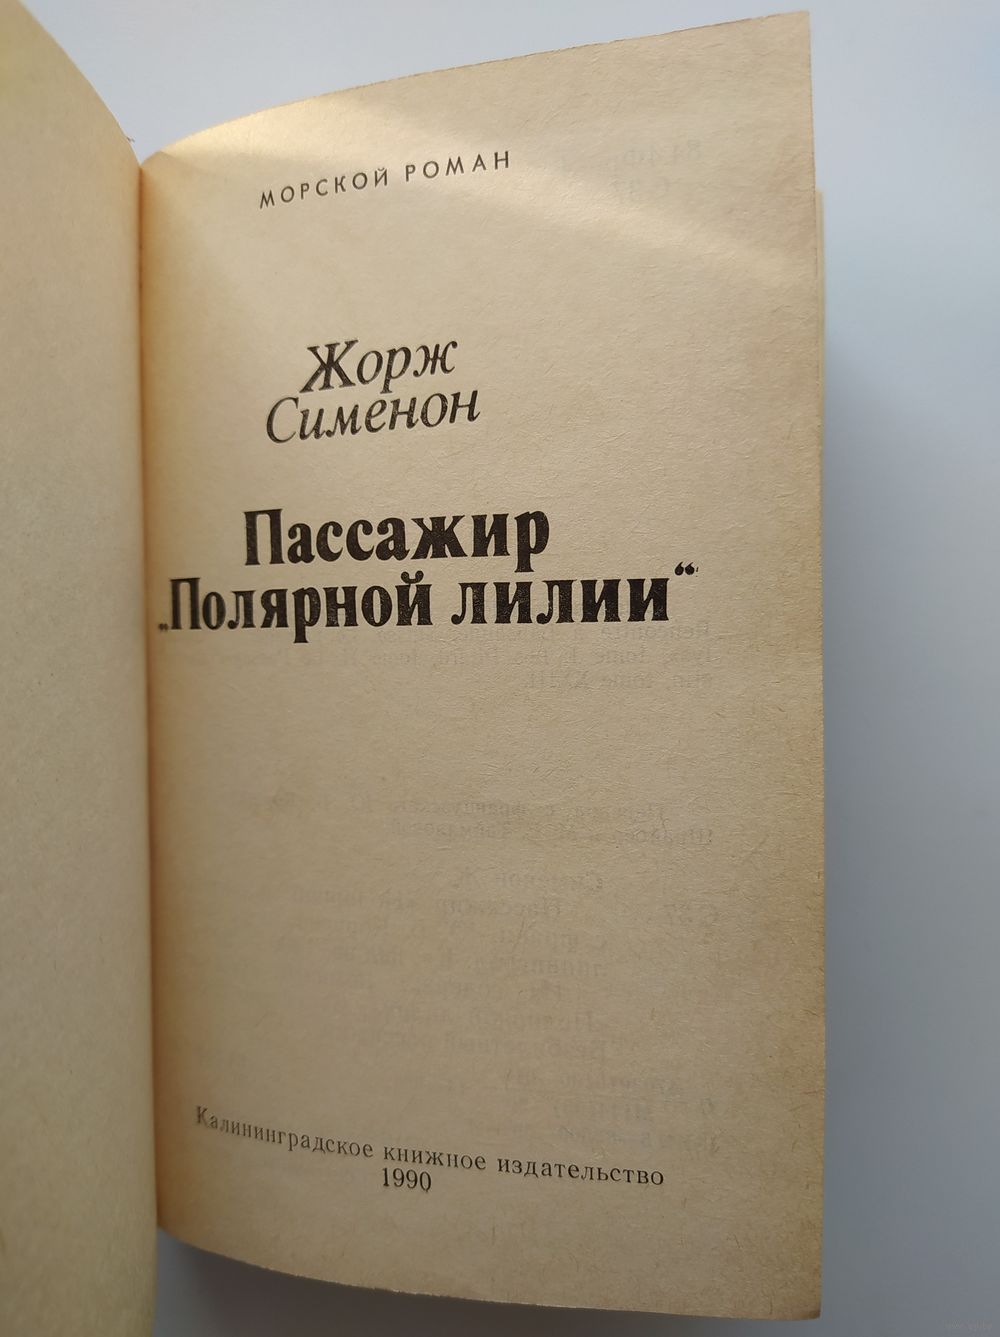 МОРСКОЙ РОМАН
Жорж
Сименон
Пассажир
„Полярной лилии“
Калининградское книжное издательство
1990